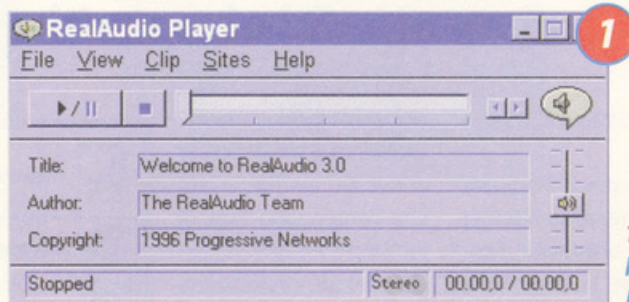 RealAudio Player
1
File View Clip Sites Help
Title: Welcome to RealAudio 3.0
Author: The RealAudio Team
Copyright: 1996 Progressive Networks
Stopped Stereo 00.00,0 / 00.00,0